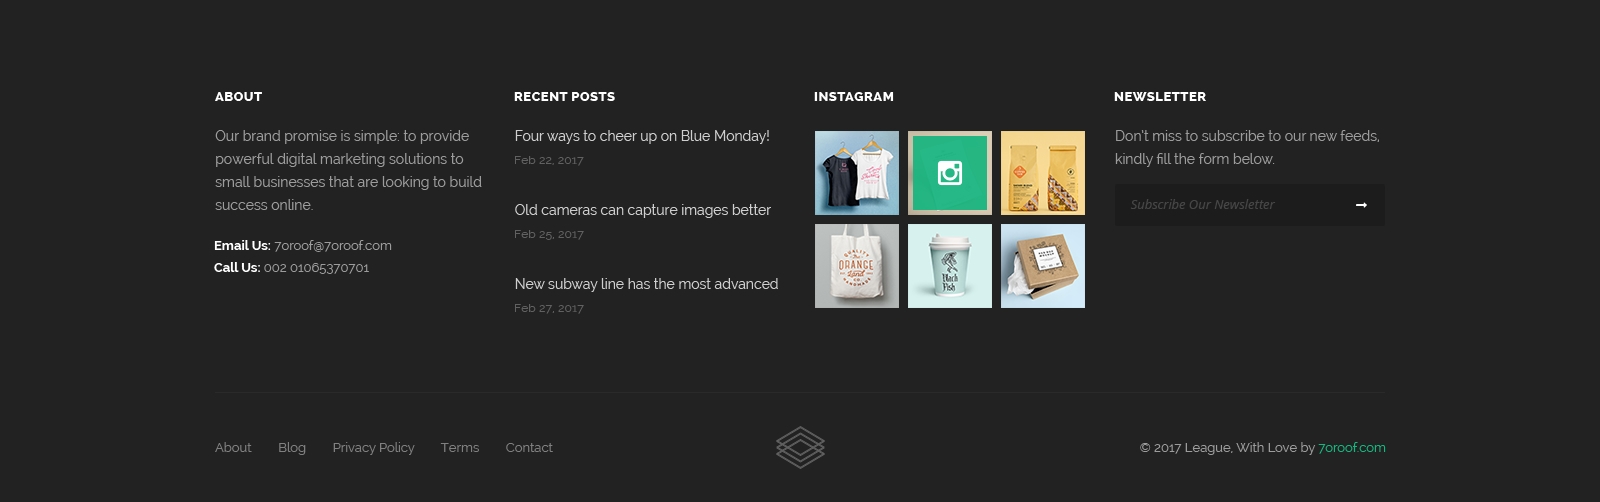 ABOUT
Our brand promise is simple: to provide
powerful digital marketing solutions to
small businesses that are looking to build
success online.
Email Us: 7oroof@7oroof.com
Call Us: 002 01065370701
RECENT POSTS
Four ways to cheer up on Blue Monday!
Feb 22, 2017
Old cameras can capture images better
Feb 25, 2017
New subway line has the most advanced
Feb 27, 2017
INSTAGRAM
QUALITY
The
ORANGE
Land
CO.
HANDMADE
Black
Fish
NEWSLETTER
Don't miss to subscribe to our new feeds,
kindly fill the form below.
Subscribe Our Newsletter
About Blog Privacy Policy Terms Contact
© 2017 League, With Love by 7oroof.com